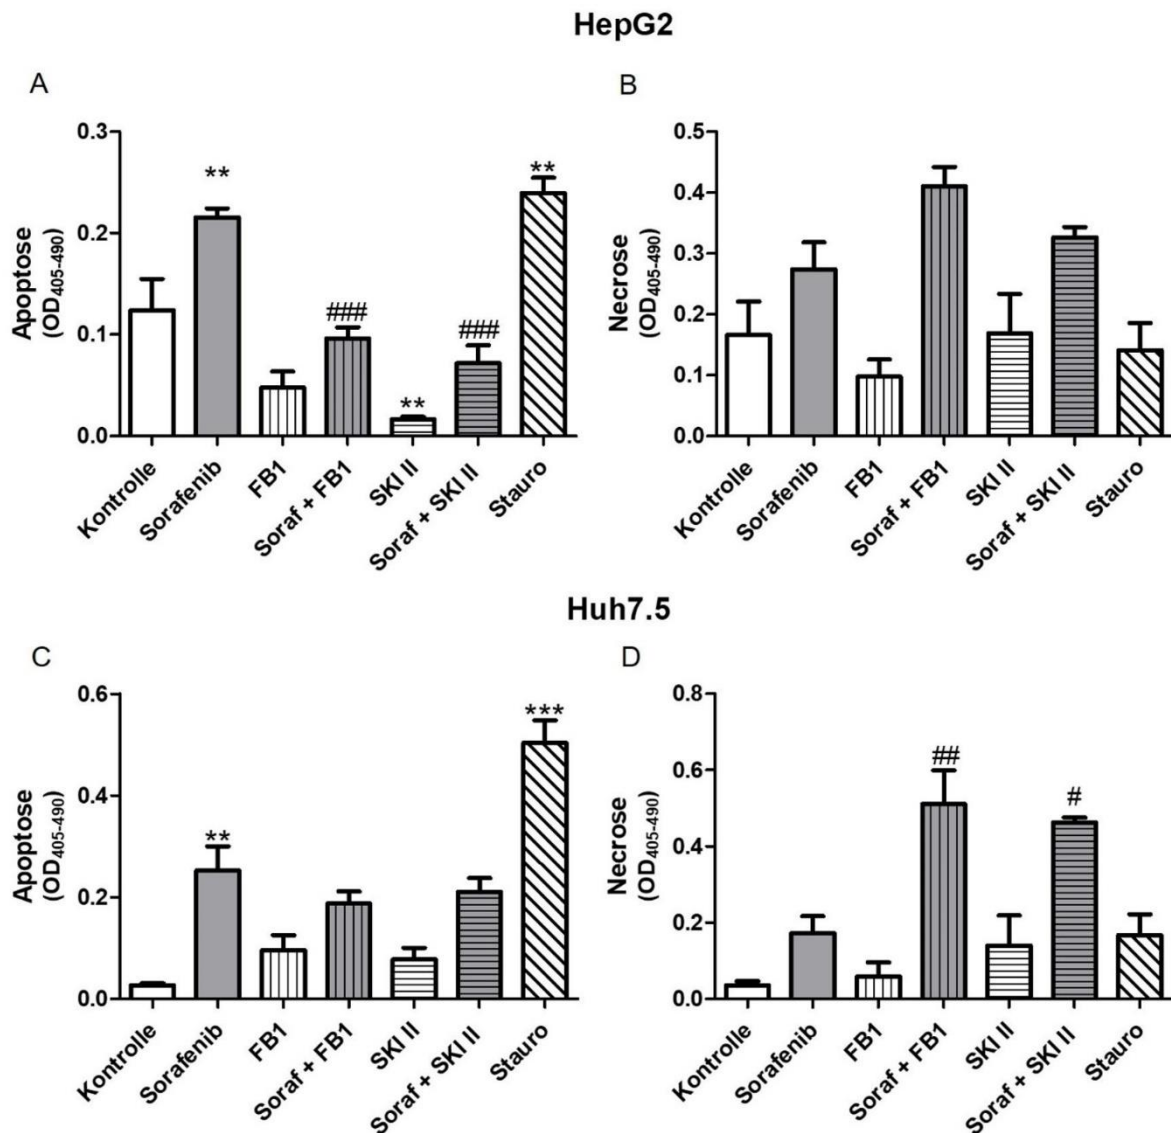 HepG2
A
Apoptose
(OD405-490)
0.3
0.2
0.1
0.0
**
###
**
###
**
Kontrolle
Sorafenib
FB1
Soraf + FB1
SKI II
Soraf + SKI II
Stauro
B
Necrose
(OD405-490)
0.5
0.4
0.3
0.2
0.1
0.0
Kontrolle
Sorafenib
FB1
Soraf + FB1
SKI II
Soraf + SKI II
Stauro
Huh7.5
C
Apoptose
(OD405-490)
0.6
0.4
0.2
0.0
**
***
Kontrolle
Sorafenib
FB1
Soraf + FB1
SKI II
Soraf + SKI II
Stauro
D
Necrose
(OD405-490)
0.8
0.6
0.4
0.2
0.0
##
#
Kontrolle
Sorafenib
FB1
Soraf + FB1
SKI II
Soraf + SKI II
Stauro